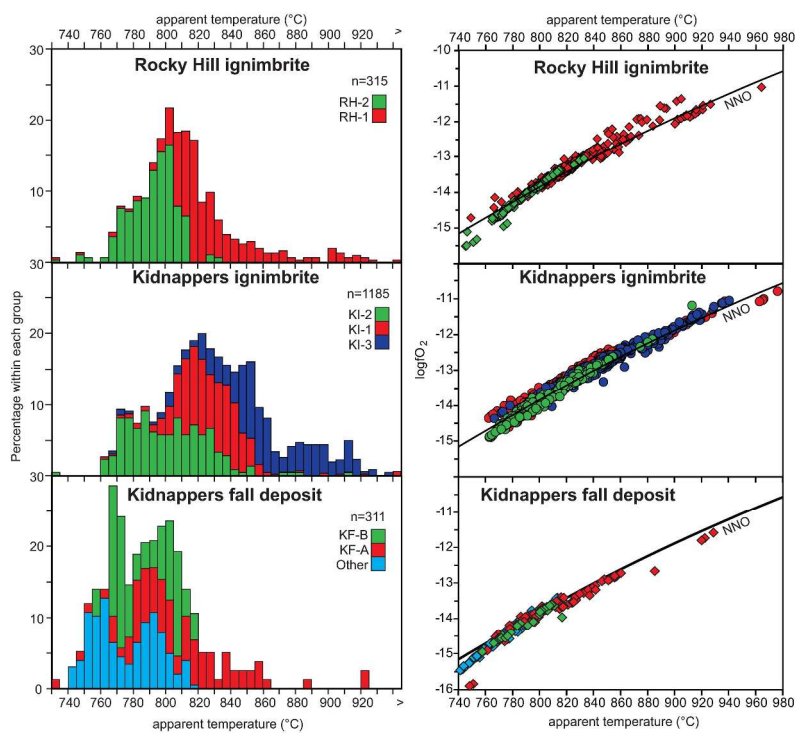 apparent temperature (°C)
740 760 780 800 820 840 860 880 900 920 >
30
20
10
30
Rocky Hill ignimbrite
n=315
RH-2
RH-1
Percentage within each group
20
10
30
Kidnappers ignimbrite
n=1185
KI-2
KI-1
KI-3
20
10
0
Kidnappers fall deposit
n=311
KF-B
KF-A
Other
740 760 780 800 820 840 860 880 900 920 >
apparent temperature (°C)
apparent temperature (°C)
740 760 780 800 820 840 860 880 900 920 940 960 980
-10
-11
-12
-13
-14
-15
Rocky Hill ignimbrite
NNO
logfO2
-11
-12
-13
-14
-15
Kidnappers ignimbrite
NNO
-11
-12
-13
-14
-15
-16
Kidnappers fall deposit
NNO
740 760 780 800 820 840 860 880 900 920 940 960 980
apparent temperature (°C)